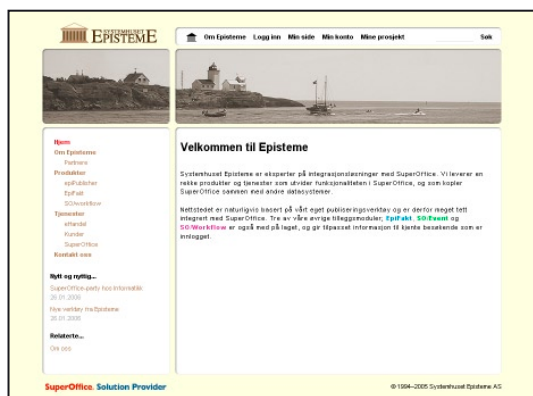 SYSTEMHUSET
EPISTEME
Om Episteme Logg inn Min side Min konto Mine prosjekt Søk
Hjem
Om Episteme
Partnere
Produkter
epiPublisher
EpiFakt
SO/workflow
Tjenester
eHandel
Kunder
SuperOffice
Kontakt oss
Nytt og nyttig...
SuperOffice-party hos Informatikk
26.01.2006
Nye verktøy fra Episteme
26.01.2006
Relaterte...
Om oss
Velkommen til Episteme
Systemhuset Episteme er eksperter på integrasjonsløsninger med SuperOffice. Vi leverer en
rekke produkter og tjenester som utvider funksjonaliteten i SuperOffice, og som kopler
SuperOffice sammen med andre datasystemer.
Nettstedet er naturligvis basert på vårt eget publiseringsverktøy og er derfor meget tett
integrert med SuperOffice. Tre av våre øvrige tilleggsmoduler; EpiFakt, SO/Event og
SO/Workflow er også med på laget, og gir tilpasset informasjon til kjente besøkende som er
innlogget.
SuperOffice. Solution Provider
© 1994–2005 Systemhuset Episteme AS